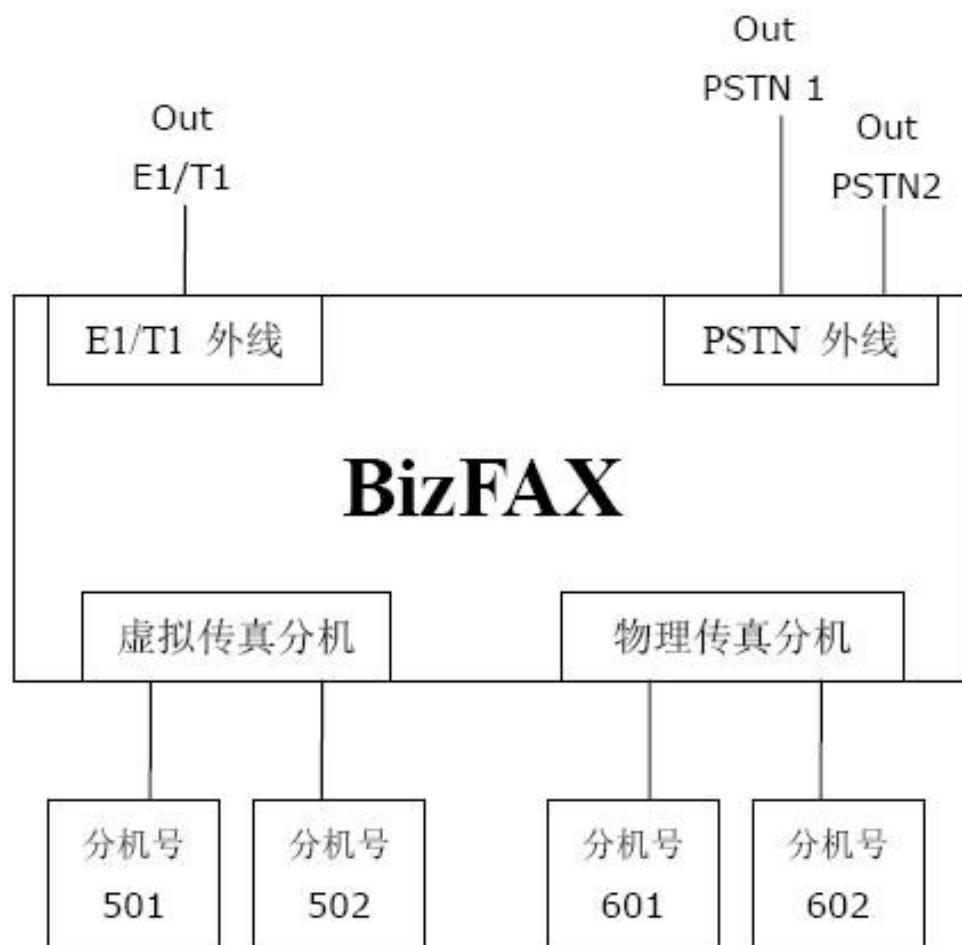 Out
PSTN 1
Out
E1/T1
Out
PSTN2
E1/T1 外线
PSTN 外线
BizFAX
虚拟传真分机
物理传真分机
分机号
501
分机号
502
分机号
601
分机号
602